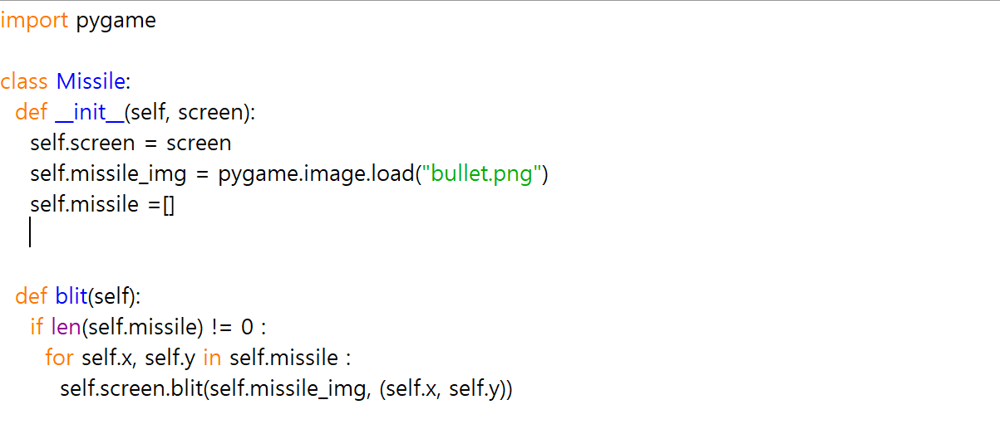 import pygame
class Missile:
def __init__(self, screen):
self.screen = screen
self.missile_img = pygame.image.load("bullet.png")
self.missile =[]
def blit(self):
if len(self.missile) != 0 :
for self.x, self.y in self.missile :
self.screen.blit(self.missile_img, (self.x, self.y))